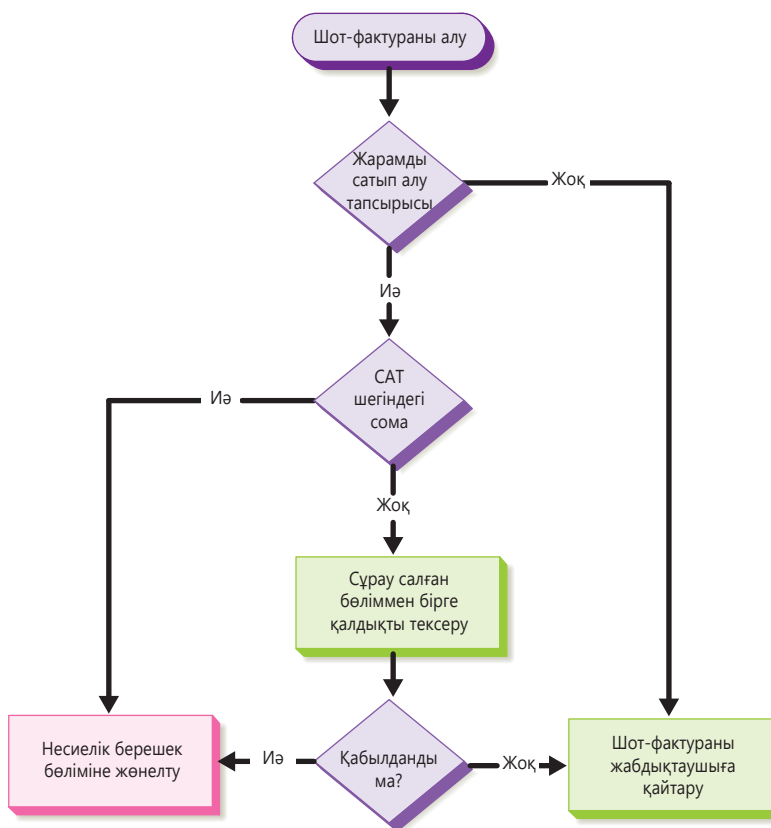 Шот-фактураны алу
Жарамды
сатып алу
тапсырысы
Жоқ
Иә
САТ
шегіндегі
сома
Иә
Жоқ
Сұрау салған
бөліммен бірге
қалдықты тексеру
Несиелік берешек
бөліміне жөнелту
Иә
Қабылданды
ма?
Жоқ
Шот-фактураны
жабдықтаушыға
қайтару